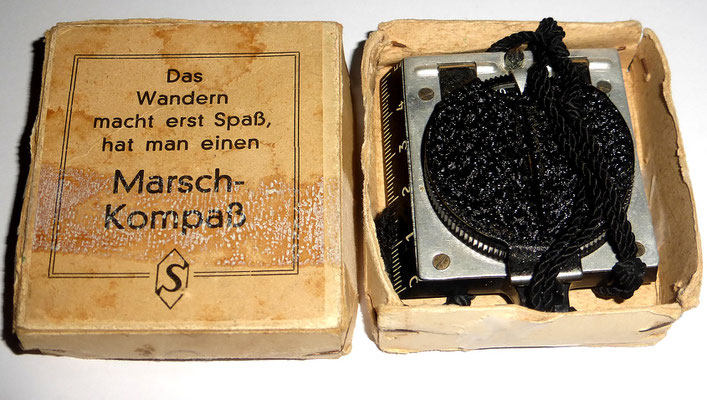 Das
Wandern
macht erst Spaß,
hat man einen
Marsch-
Kompaß
S